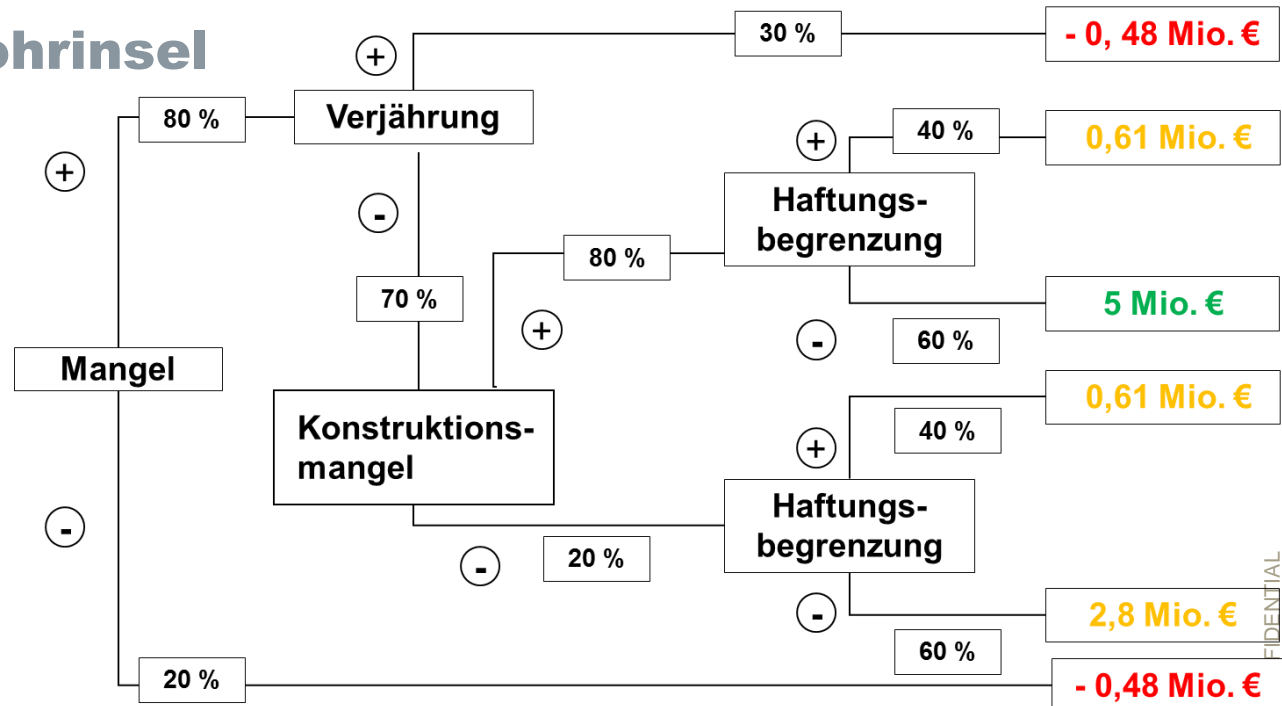 ohrinsel
30 %
- 0, 48 Mio. €
+
80 %
Verjährung
+
40 %
0,61 Mio. €
+
Haftungs-
begrenzung
-
80 %
70 %
+
5 Mio. €
-
60 %
Mangel
0,61 Mio. €
40 %
Konstruktions-
mangel
+
Haftungs-
begrenzung
-
20 %
-
-
2,8 Mio. €
60 %
20 %
- 0,48 Mio. €
FIDENTIAL